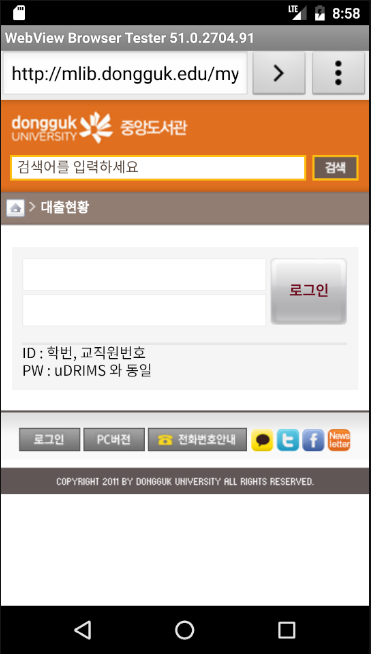 LTE 8:58
WebView Browser Tester 51.0.2704.91
http://mlib.dongguk.edu/my
dongguk UNIVERSITY 중앙도서관
검색어를 입력하세요 검색
> 대출현황
로그인
ID : 학번, 교직원번호
PW : uDRIMS 와 동일
로그인 PC버전 전화번호안내 News letter
COPYRIGHT 2011 BY DONGGUK UNIVERSITY ALL RIGHTS RESERVED.